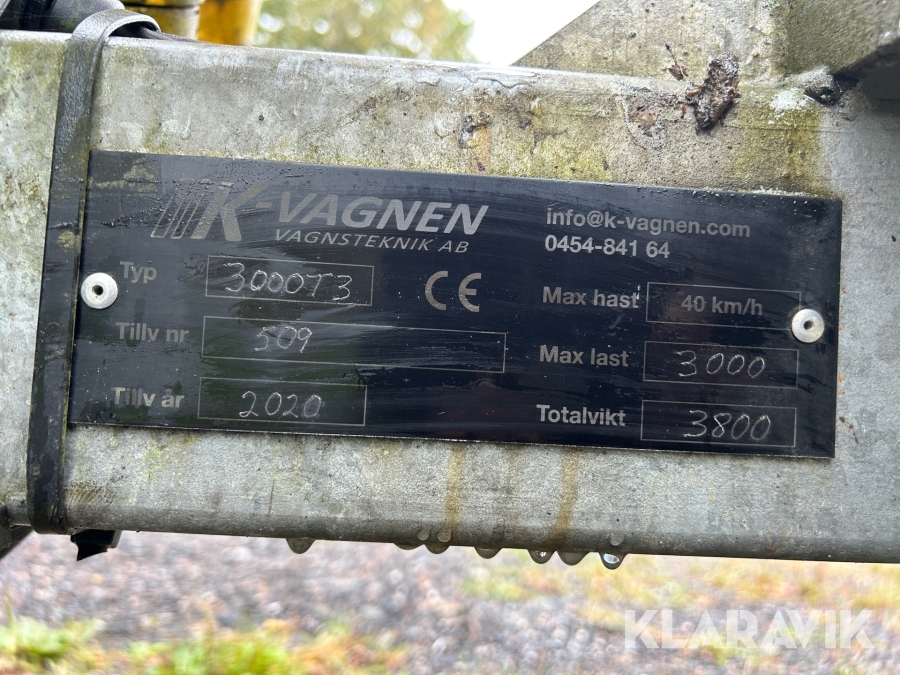 K-VAGNEN
VAGNSTEKNIK AB
info@k-vagnen.com
0454-841 64
Typ 3000T3
CE
Tillv nr 509
Tillv år 2020
Max hast 40 km/h
Max last 3000
Totalvikt 3800
KLARAVIK